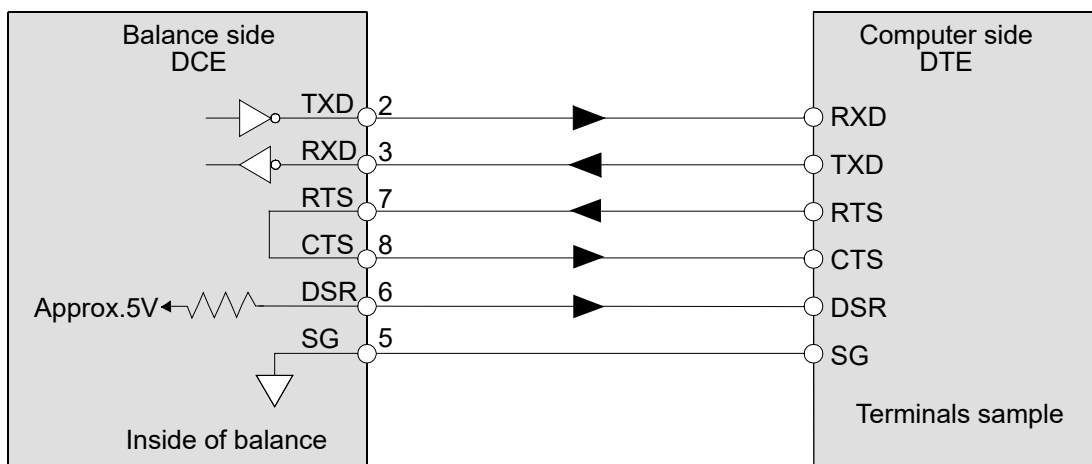 Balance side
DCE
Computer side
DTE
TXD 2 RXD
RXD 3 TXD
RTS 7 RTS
CTS 8 CTS
Approx.5V DSR 6 DSR
SG 5 SG
Inside of balance
Terminals sample